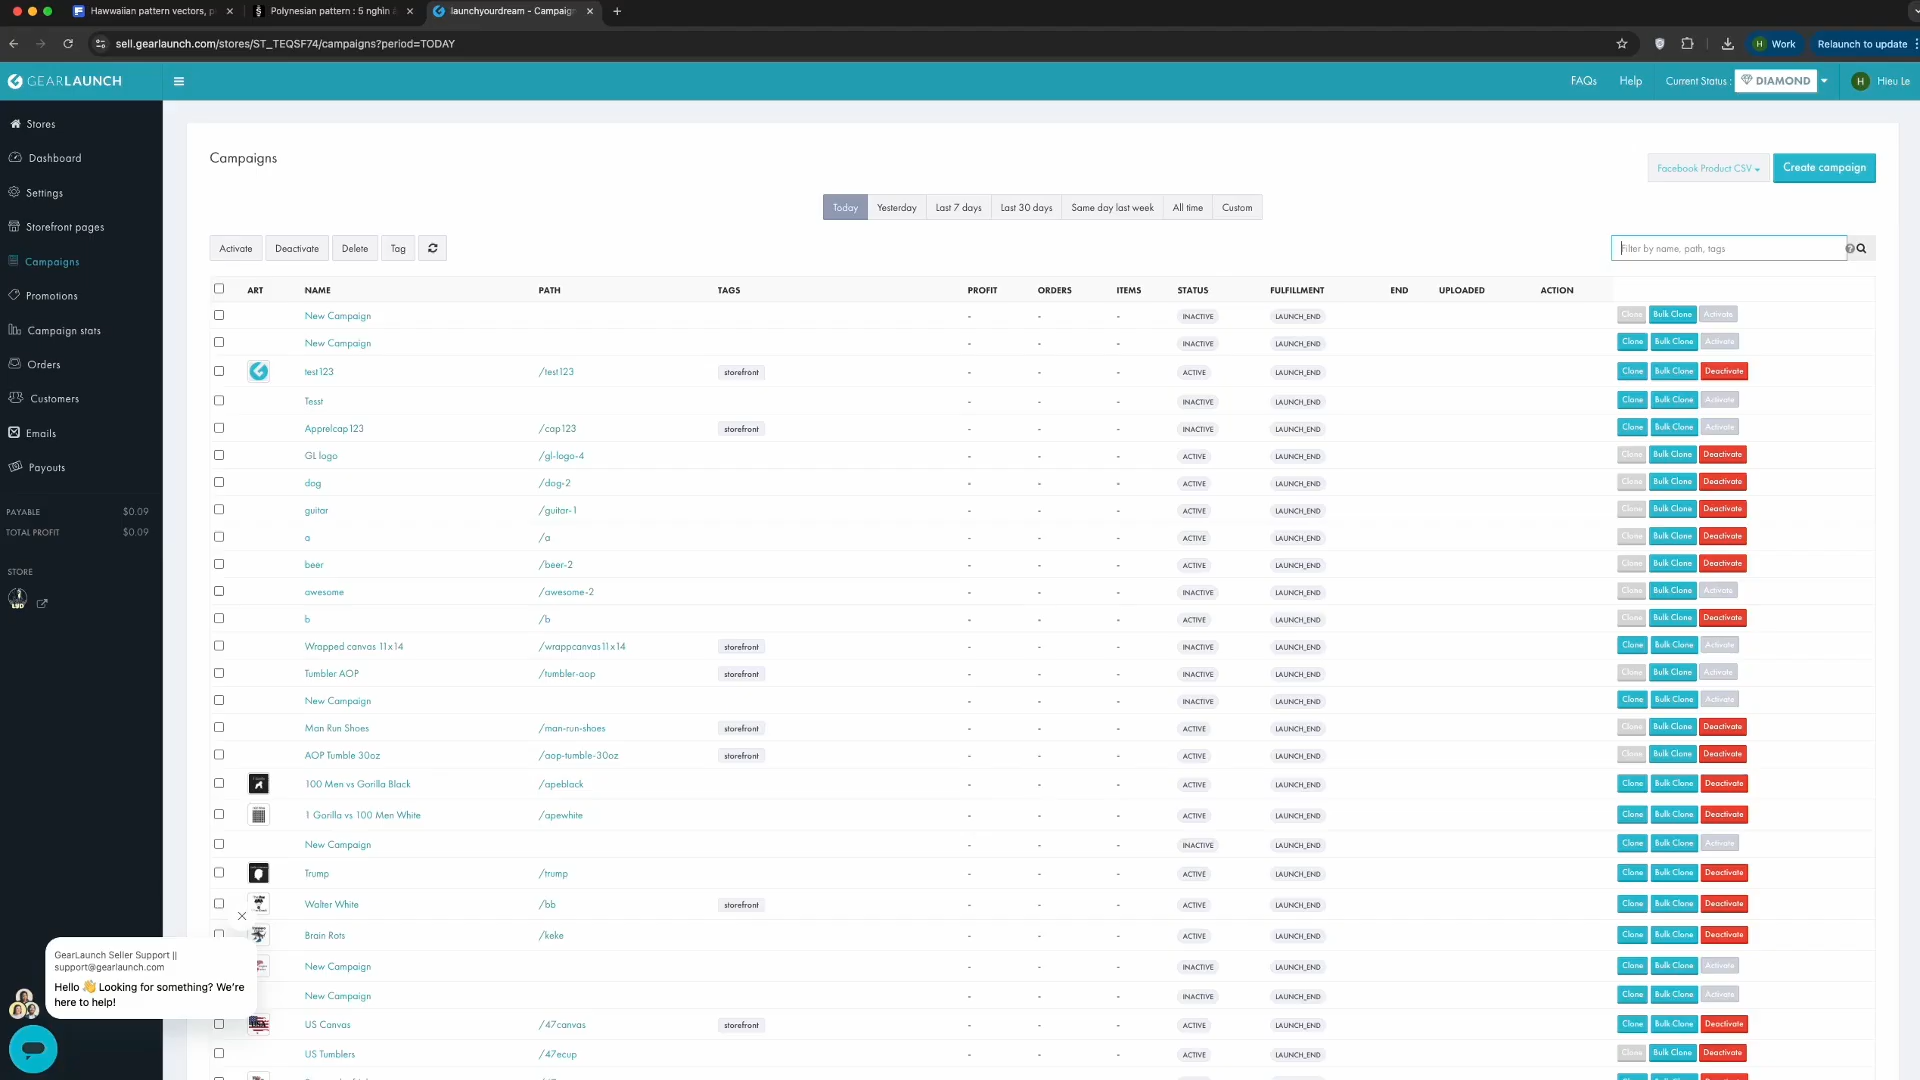 Hawwaiian pattern vectors, p
Polynesian pattern : 5 nghìn
launchyourdream - Campaign
sell.gearlaunch.com/stores/ST_TEQSF74/campaigns?period=TODAY
H Work
Relaunch to update
GEARLAUNCH
FAQs Help Current Status : DIAMOND H Hieu Le
Stores
Dashboard
Settings
Storefront pages
Campaigns
Promotions
Campaign stats
Orders
Customers
Emails
Payouts
PAYABLE $0.09
TOTAL PROFIT $0.09
STORE
Campaigns
Facebook Product CSV Create campaign
Today Yesterday Last 7 days Last 30 days Same day last week All time Custom
Activate Deactivate Delete Tag
Filter by name, path, tags
ART NAME PATH TAGS PROFIT ORDERS ITEMS STATUS FULFILLMENT END UPLOADED ACTION
New Campaign - - - INACTIVE LAUNCH_END Clone Bulk Clone Activate
New Campaign - - - INACTIVE LAUNCH_END Clone Bulk Clone Activate
test123 /test123 storefront - - - ACTIVE LAUNCH_END Clone Bulk Clone Deactivate
Tesst - - - INACTIVE LAUNCH_END Clone Bulk Clone Activate
Apprelcap123 /cap123 storefront - - - INACTIVE LAUNCH_END Clone Bulk Clone Activate
GL logo /gl-logo-4 - - - ACTIVE LAUNCH_END Clone Bulk Clone Deactivate
dog /dog-2 - - - ACTIVE LAUNCH_END Clone Bulk Clone Deactivate
guitar /guitar-1 - - - ACTIVE LAUNCH_END Clone Bulk Clone Deactivate
a /a - - - ACTIVE LAUNCH_END Clone Bulk Clone Deactivate
beer /beer-2 - - - ACTIVE LAUNCH_END Clone Bulk Clone Deactivate
awesome /awesome-2 - - - INACTIVE LAUNCH_END Clone Bulk Clone Activate
b /b - - - ACTIVE LAUNCH_END Clone Bulk Clone Deactivate
Wrapped canvas 11x14 /wrappcanvas11x14 storefront - - - INACTIVE LAUNCH_END Clone Bulk Clone Activate
Tumbler AOP /tumbler-aop storefront - - - INACTIVE LAUNCH_END Clone Bulk Clone Activate
New Campaign - - - INACTIVE LAUNCH_END Clone Bulk Clone Activate
Man Run Shoes /man-run-shoes storefront - - - ACTIVE LAUNCH_END Clone Bulk Clone Deactivate
AOP Tumble 30oz /aop-tumble-30oz storefront - - - ACTIVE LAUNCH_END Clone Bulk Clone Deactivate
100 Men vs Gorilla Black /apeblack - - - ACTIVE LAUNCH_END Clone Bulk Clone Deactivate
1 Gorilla vs 100 Men White /apewhite - - - ACTIVE LAUNCH_END Clone Bulk Clone Deactivate
New Campaign - - - INACTIVE LAUNCH_END Clone Bulk Clone Activate
Trump /trump - - - ACTIVE LAUNCH_END Clone Bulk Clone Deactivate
Walter White /bb storefront - - - ACTIVE LAUNCH_END Clone Bulk Clone Deactivate
Brain Rots /keke - - - ACTIVE LAUNCH_END Clone Bulk Clone Deactivate
New Campaign - - - INACTIVE LAUNCH_END Clone Bulk Clone Activate
New Campaign - - - INACTIVE LAUNCH_END Clone Bulk Clone Activate
US Canvas /47canvas storefront - - - ACTIVE LAUNCH_END Clone Bulk Clone Deactivate
US Tumblers /47ecup - - - ACTIVE LAUNCH_END Clone Bulk Clone Deactivate
GearLaunch Seller Support ||
support@gearlaunch.com
Hello 👋 Looking for something? We're
here to help!